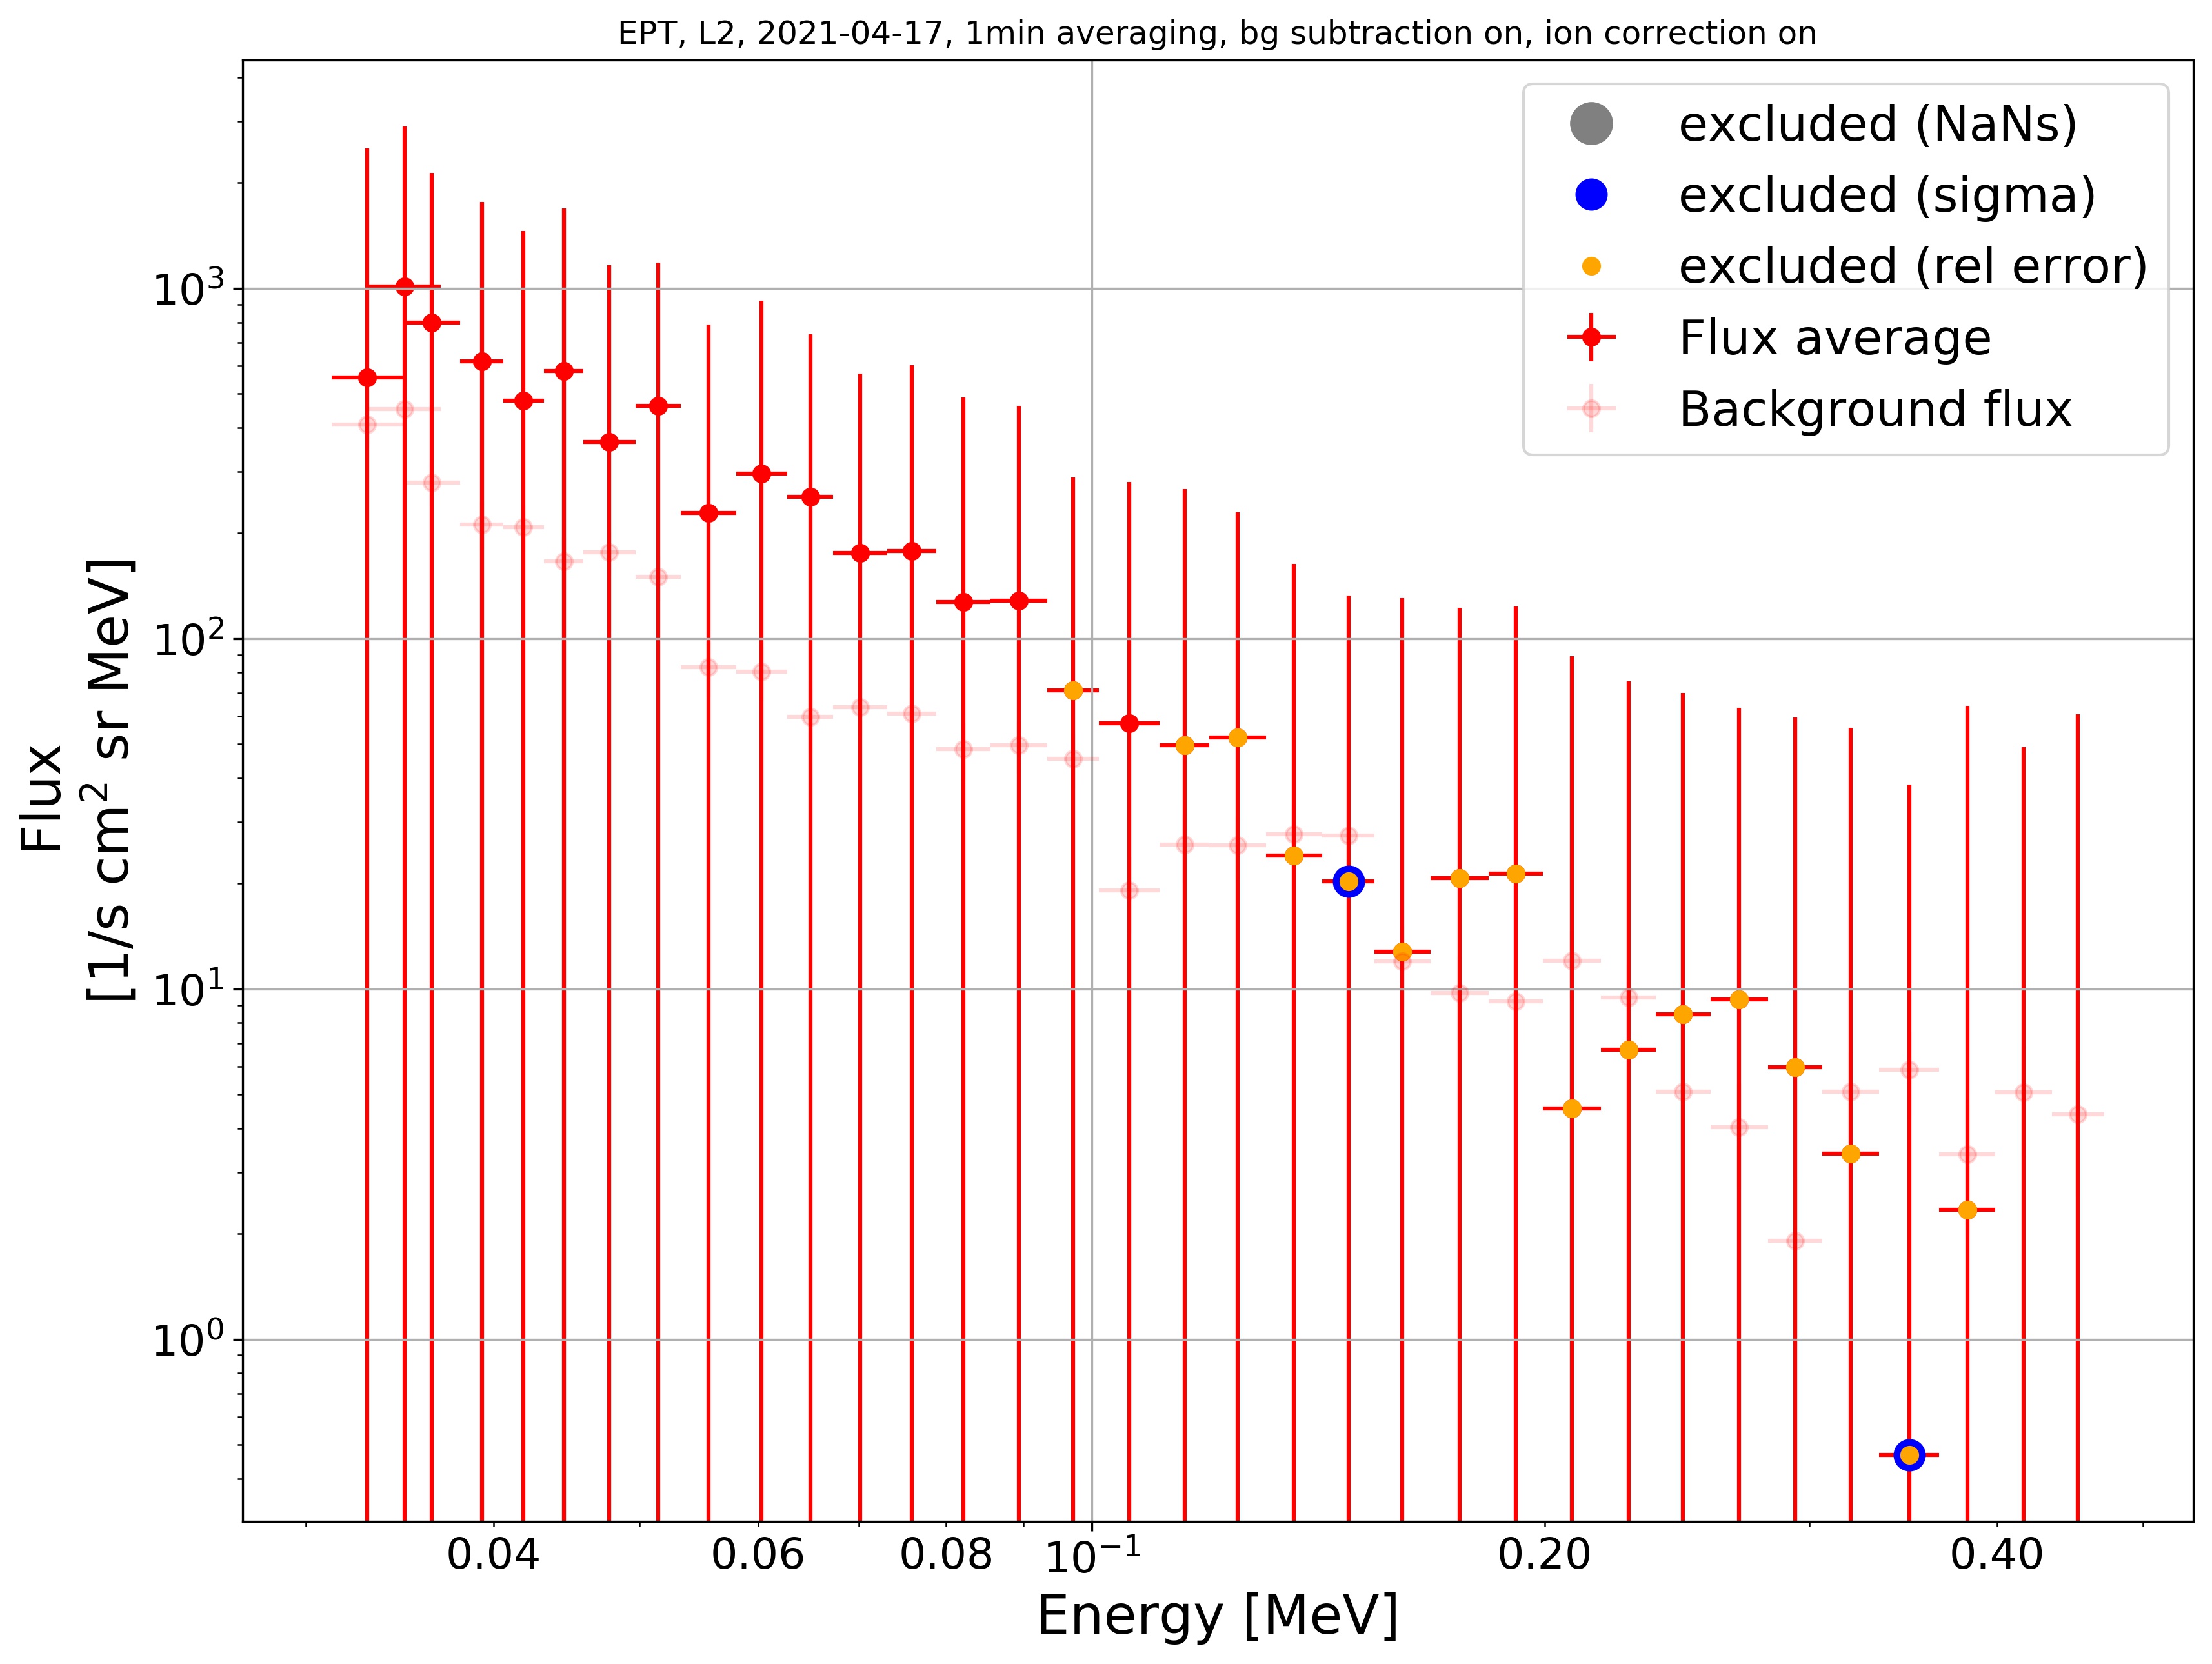 EPT, L2, 2021-04-17, 1min averaging, bg subtraction on, ion correction on
excluded (NaNs)
excluded (sigma)
excluded (rel error)
Flux average
Background flux
10³
10²
10¹
10⁰
Flux
[1/s cm² sr MeV]
0.04 0.06 0.08 10⁻¹ 0.20 0.40
Energy [MeV]